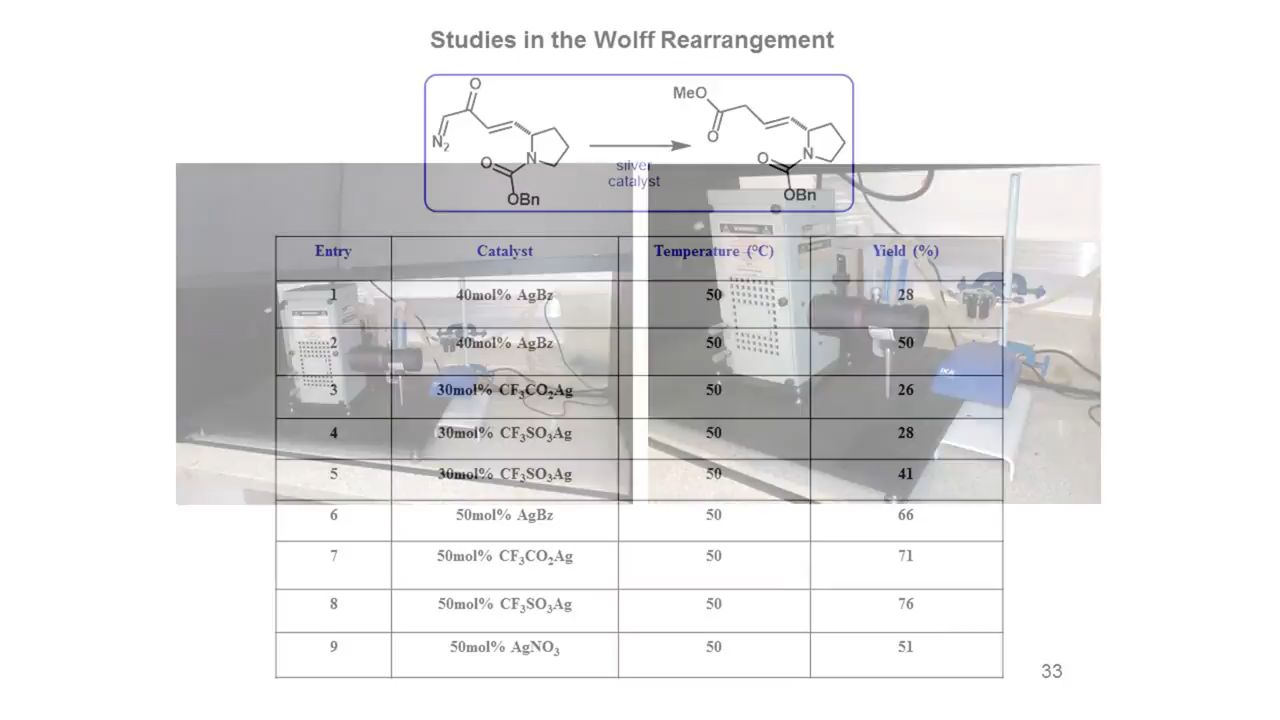 Studies in the Wolff Rearrangement
O
N₂
N
O
OBn
silver
catalyst
MeO
O
N
O
OBn
Entry Catalyst Temperature (°C) Yield (%)
1 40mol% AgBz 50 28
2 40mol% AgBz 50 50
3 30mol% CF₃CO₂Ag 50 26
4 30mol% CF₃SO₃Ag 50 28
5 30mol% CF₃SO₃Ag 50 41
6 50mol% AgBz 50 66
7 50mol% CF₃CO₂Ag 50 71
8 50mol% CF₃SO₃Ag 50 76
9 50mol% AgNO₃ 50 51
33